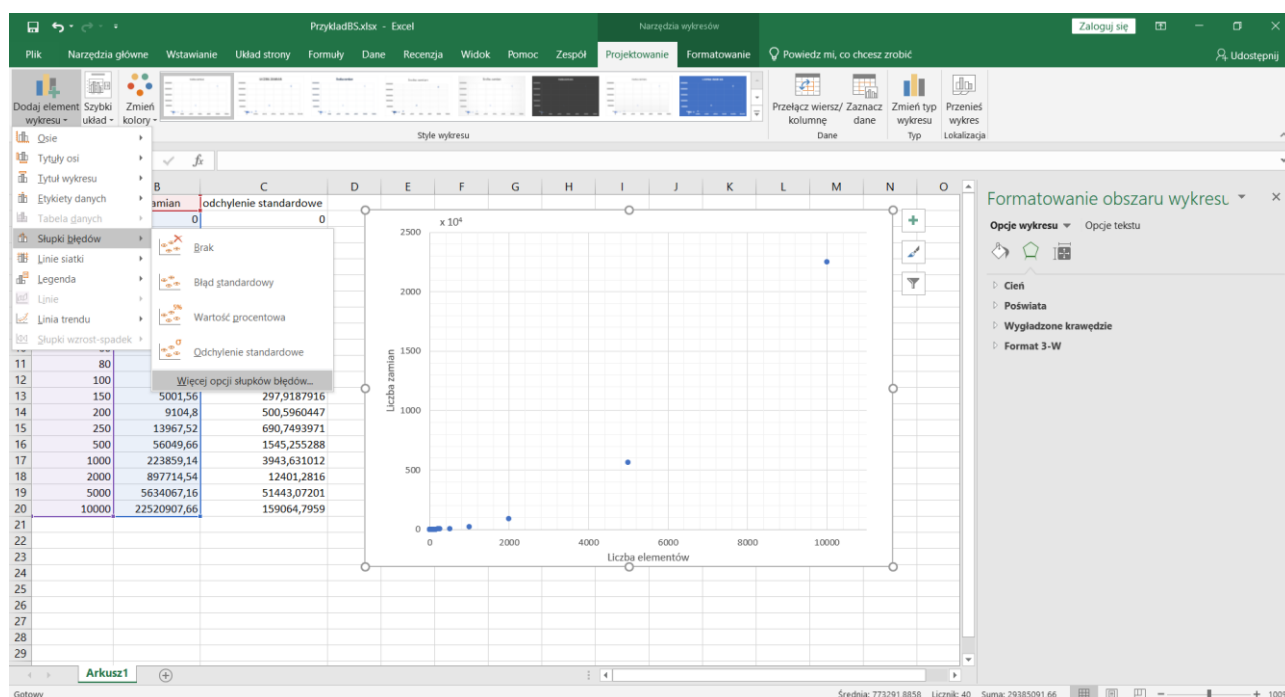 PrzykladBS.xlsx - Excel
Narzędzia wykresów
Zaloguj się
Plik Narzędzia główne Wstawianie Układ strony Formuły Dane Recenzja Widok Pomoc Zespół Projektowanie Formatowanie Powiedz mi, co chcesz zrobić Udostępnij
Dodaj element wykresu
Szybki układ
Zmień kolory
Style wykresu
Przełącz wiersz/ kolumnę
Zaznacz dane
Dane
Zmień typ wykresu
Typ
Przenieś wykres
Lokalizacja
Osie
Tytuły osi
Tytuł wykresu
Etykiety danych
Tabela danych
Słupki błędów
Linie siatki
Legenda
Linie
Linia trendu
Słupki wzrost-spadek
Brak
Błąd standardowy
Wartość procentowa
Odchylenie standardowe
Więcej opcji słupków błędów...
fx
B C D E F G H I J K L M N O
amian odchylenie standardowe
0 0
11 80
12 100
13 150 5001,56 297,9187916
14 200 9104,8 500,5960447
15 250 13967,52 690,7493971
16 500 56049,66 1545,255288
17 1000 223859,14 3943,631012
18 2000 897714,54 12401,2816
19 5000 5634067,16 51443,07201
20 10000 22520907,66 159064,7959
21
22
23
24
25
26
27
28
29
x 10⁴
2500
2000
1500
1000
500
0
Liczba zamian
0 2000 4000 6000 8000 10000
Liczba elementów
Formatowanie obszaru wykresu
Opcje wykresu Opcje tekstu
Cień
Poświata
Wygładzone krawędzie
Format 3-W
Arkusz1
Gotowy
Średnia: 773291,8858 Licznik: 40 Suma: 29385091,66 100%